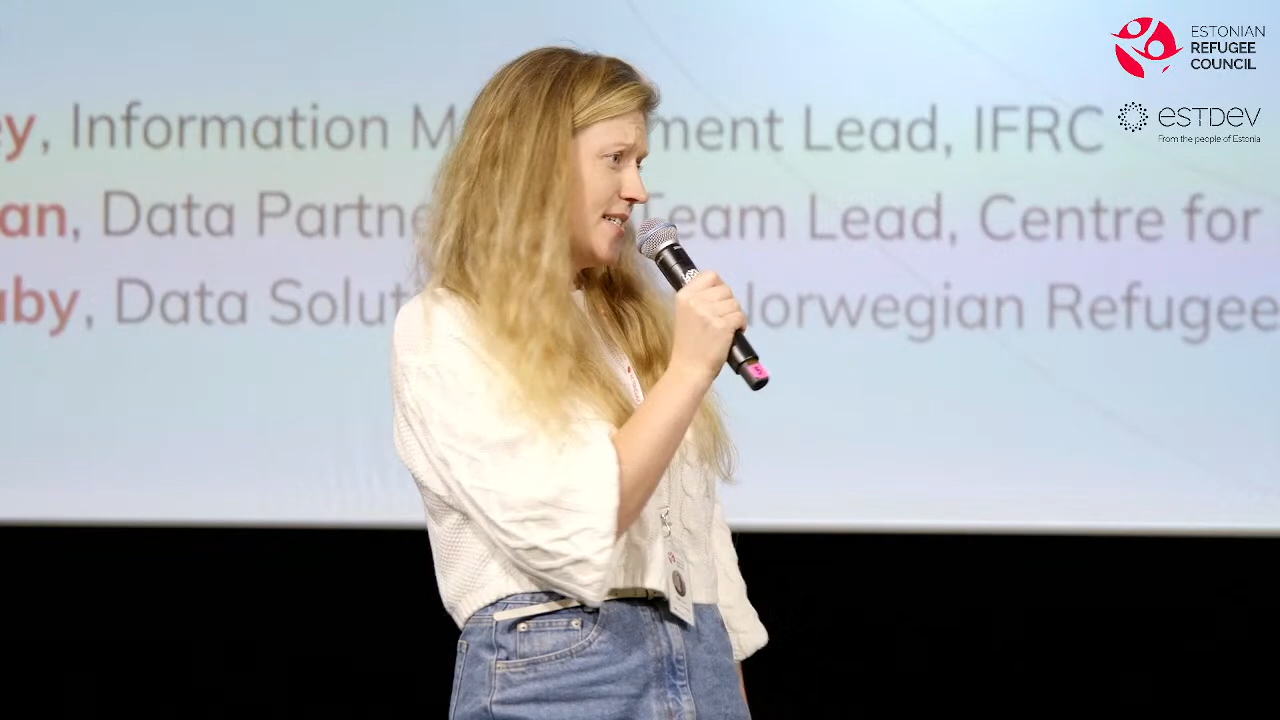 ESTONIAN
REFUGEE
COUNCIL
ESTDEV
From the people of Estonia
ey, Information M ment Lead, IFRC
an, Data Partne Team Lead, Centre for
aby, Data Solut Norwegian Refugee